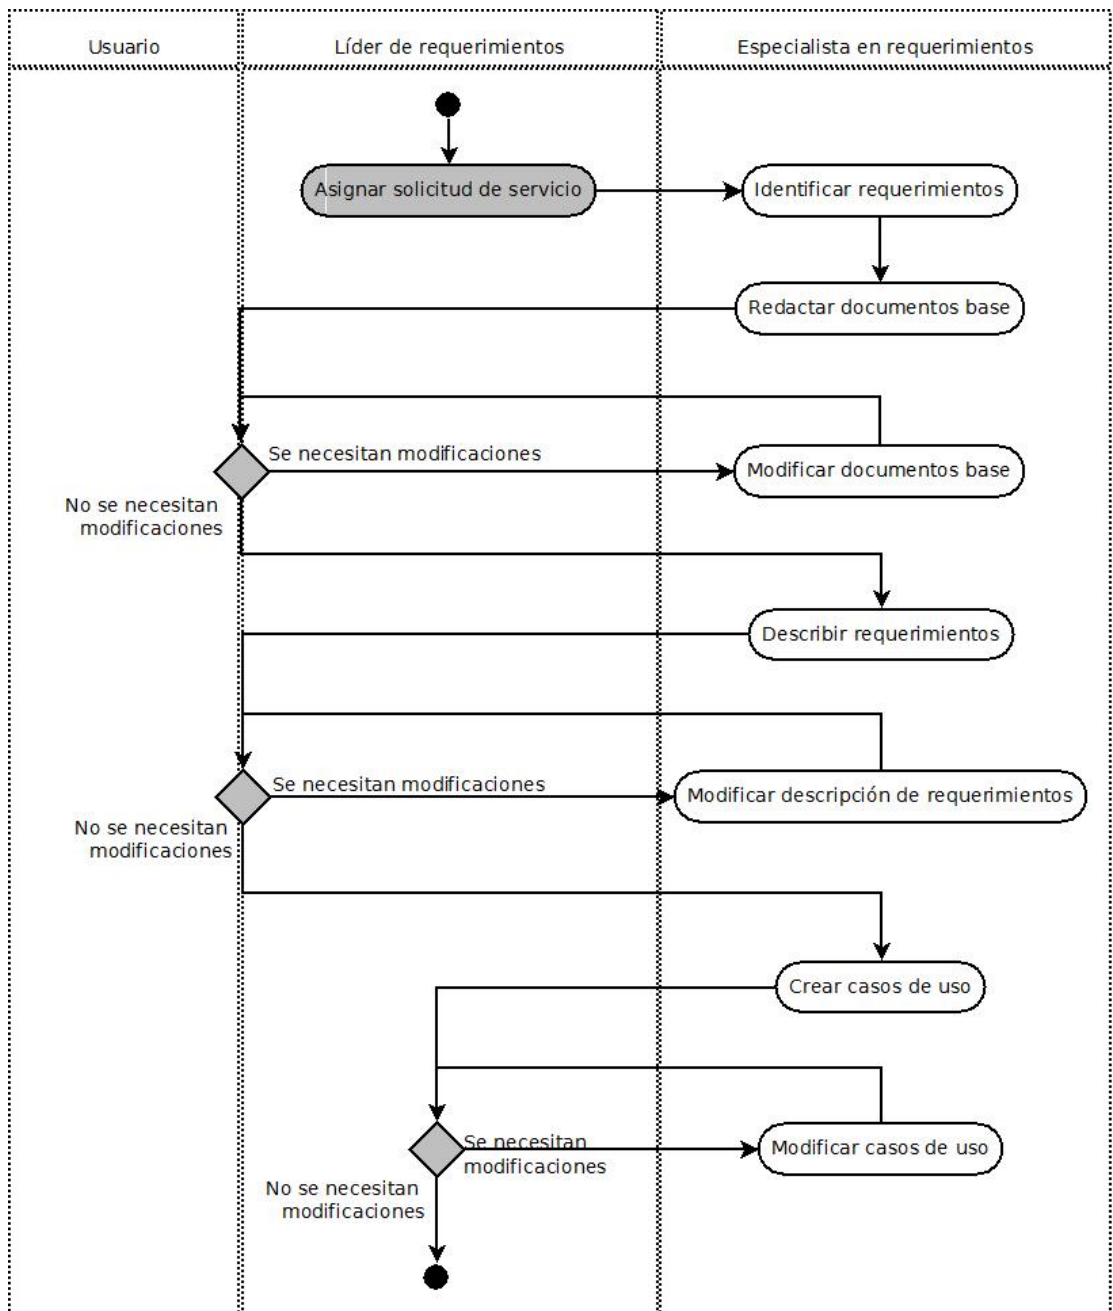 Usuario
Líder de requerimientos
Especialista en requerimientos
Asignar solicitud de servicio
Identificar requerimientos
Redactar documentos base
Se necesitan modificaciones
Modificar documentos base
No se necesitan
modificaciones
Describir requerimientos
Se necesitan modificaciones
Modificar descripción de requerimientos
No se necesitan
modificaciones
Crear casos de uso
Se necesitan
modificaciones
Modificar casos de uso
No se necesitan
modificaciones